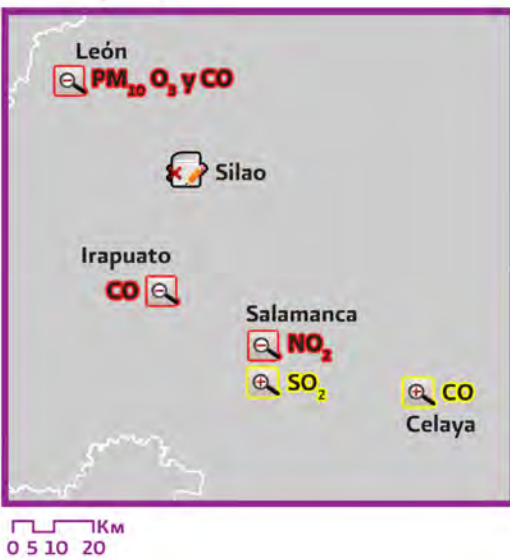 León
PM10 O3 y CO
Silao
Irapuato
CO
Salamanca
NO2
SO2
CO
Celaya
Km
0 5 10 20